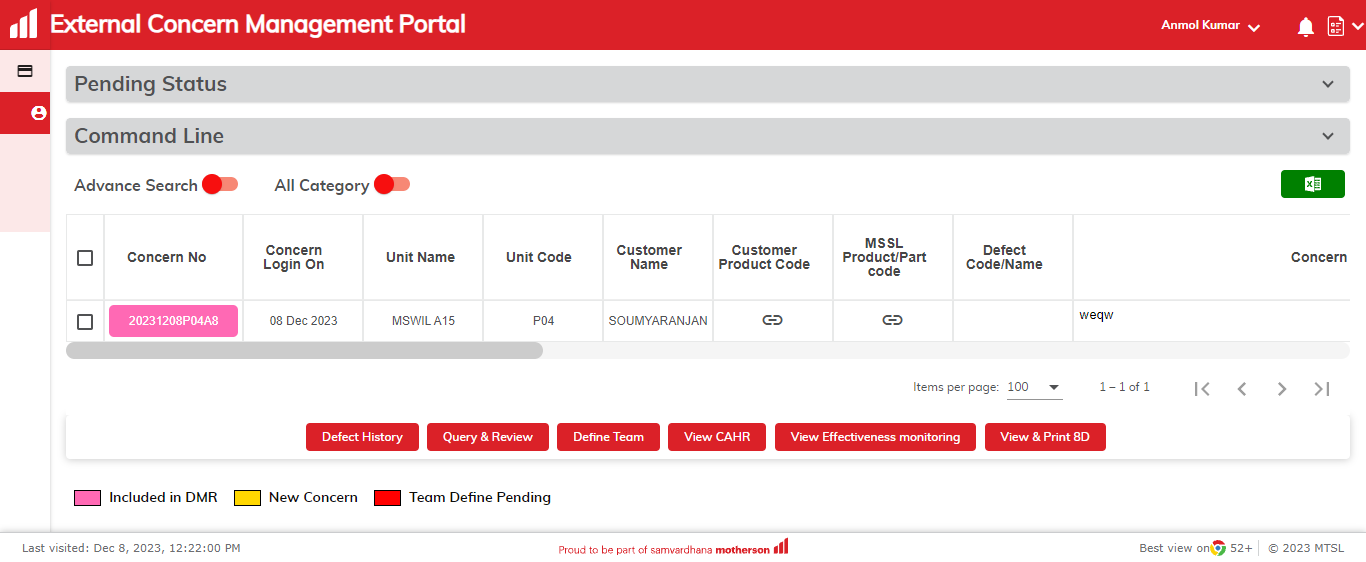 External Concern Management Portal
Anmol Kumar
Pending Status
Command Line
Advance Search
All Category
Concern No
Concern
Login On
Unit Name
Unit Code
Customer
Name
Customer
Product Code
MSSL
Product/Part
code
Defect
Code/Name
Concern
20231208P04A8
08 Dec 2023
MSWIL A15
P04
SOUMYARANJAN
weqw
Items per page: 100
1 – 1 of 1
Defect History
Query & Review
Define Team
View CAHR
View Effectiveness monitoring
View & Print 8D
Included in DMR
New Concern
Team Define Pending
Last visited: Dec 8, 2023, 12:22:00 PM
Proud to be part of samvardhana motherson
Best view on 52+
© 2023 MTSL